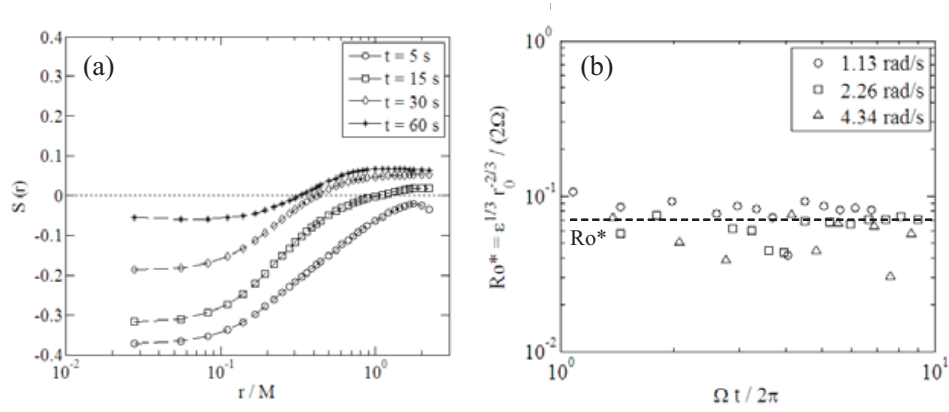 (a)
0.4
0.3
0.2
0.1
0
-0.1
-0.2
-0.3
-0.4
S (r)
10^-2
10^-1
10^0
r / M
t = 5 s
t = 15 s
t = 30 s
t = 60 s
(b)
10^0
10^-1
10^-2
Ro* = ε^1/3 r_0^-2/3 / (2Ω)
Ro*
10^0
10^1
Ω t / 2π
1.13 rad/s
2.26 rad/s
4.34 rad/s